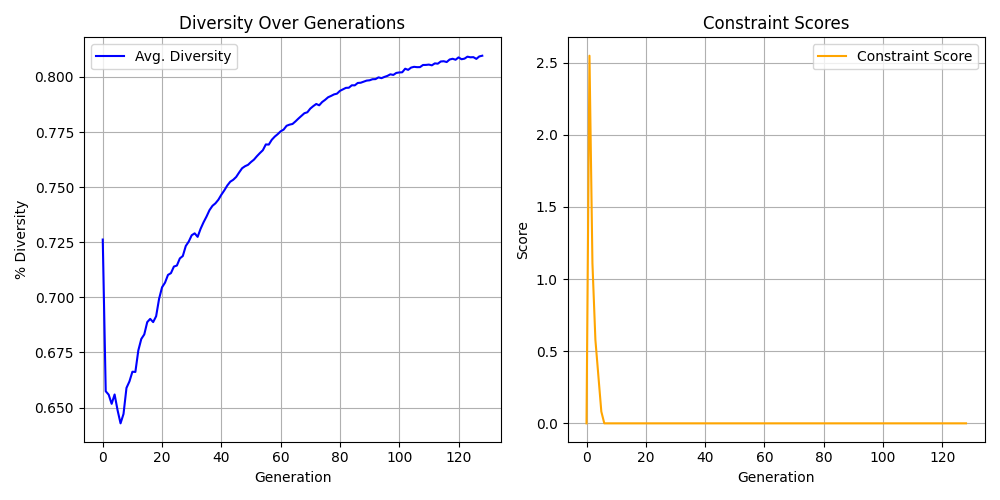 Diversity Over Generations
Avg. Diversity
% Diversity
0.800
0.775
0.750
0.725
0.700
0.675
0.650
0 20 40 60 80 100 120
Generation
Constraint Scores
Constraint Score
Score
2.5
2.0
1.5
1.0
0.5
0.0
0 20 40 60 80 100 120
Generation